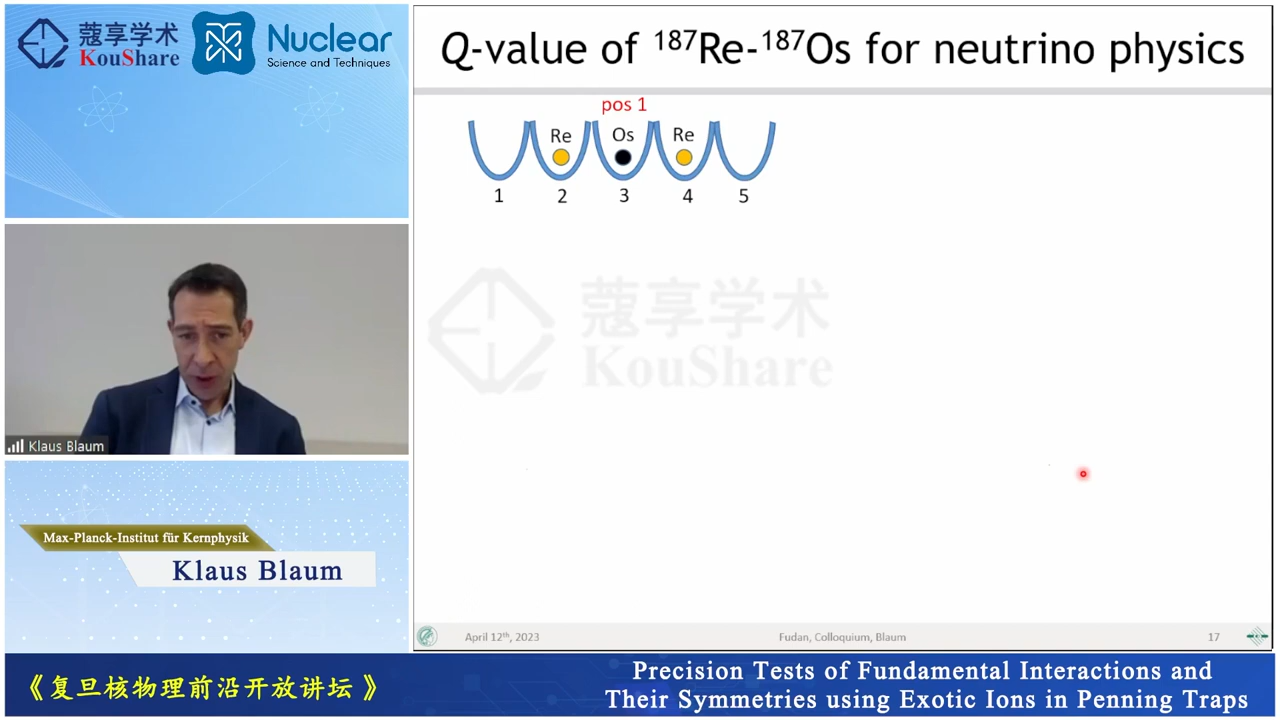 蔻享学术
KouShare
Nuclear
Science and Techniques
Q-value of ¹⁸⁷Re-¹⁸⁷Os for neutrino physics
pos 1
Re Os Re
1 2 3 4 5
蔻享学术
KouShare
Klaus Blaum
Max-Planck-Institut für Kernphysik
Klaus Blaum
April 12ᵗʰ, 2023 Fudan, Colloquium, Blaum 17
《复旦核物理前沿开放讲坛》
Precision Tests of Fundamental Interactions and
Their Symmetries using Exotic Ions in Penning Traps